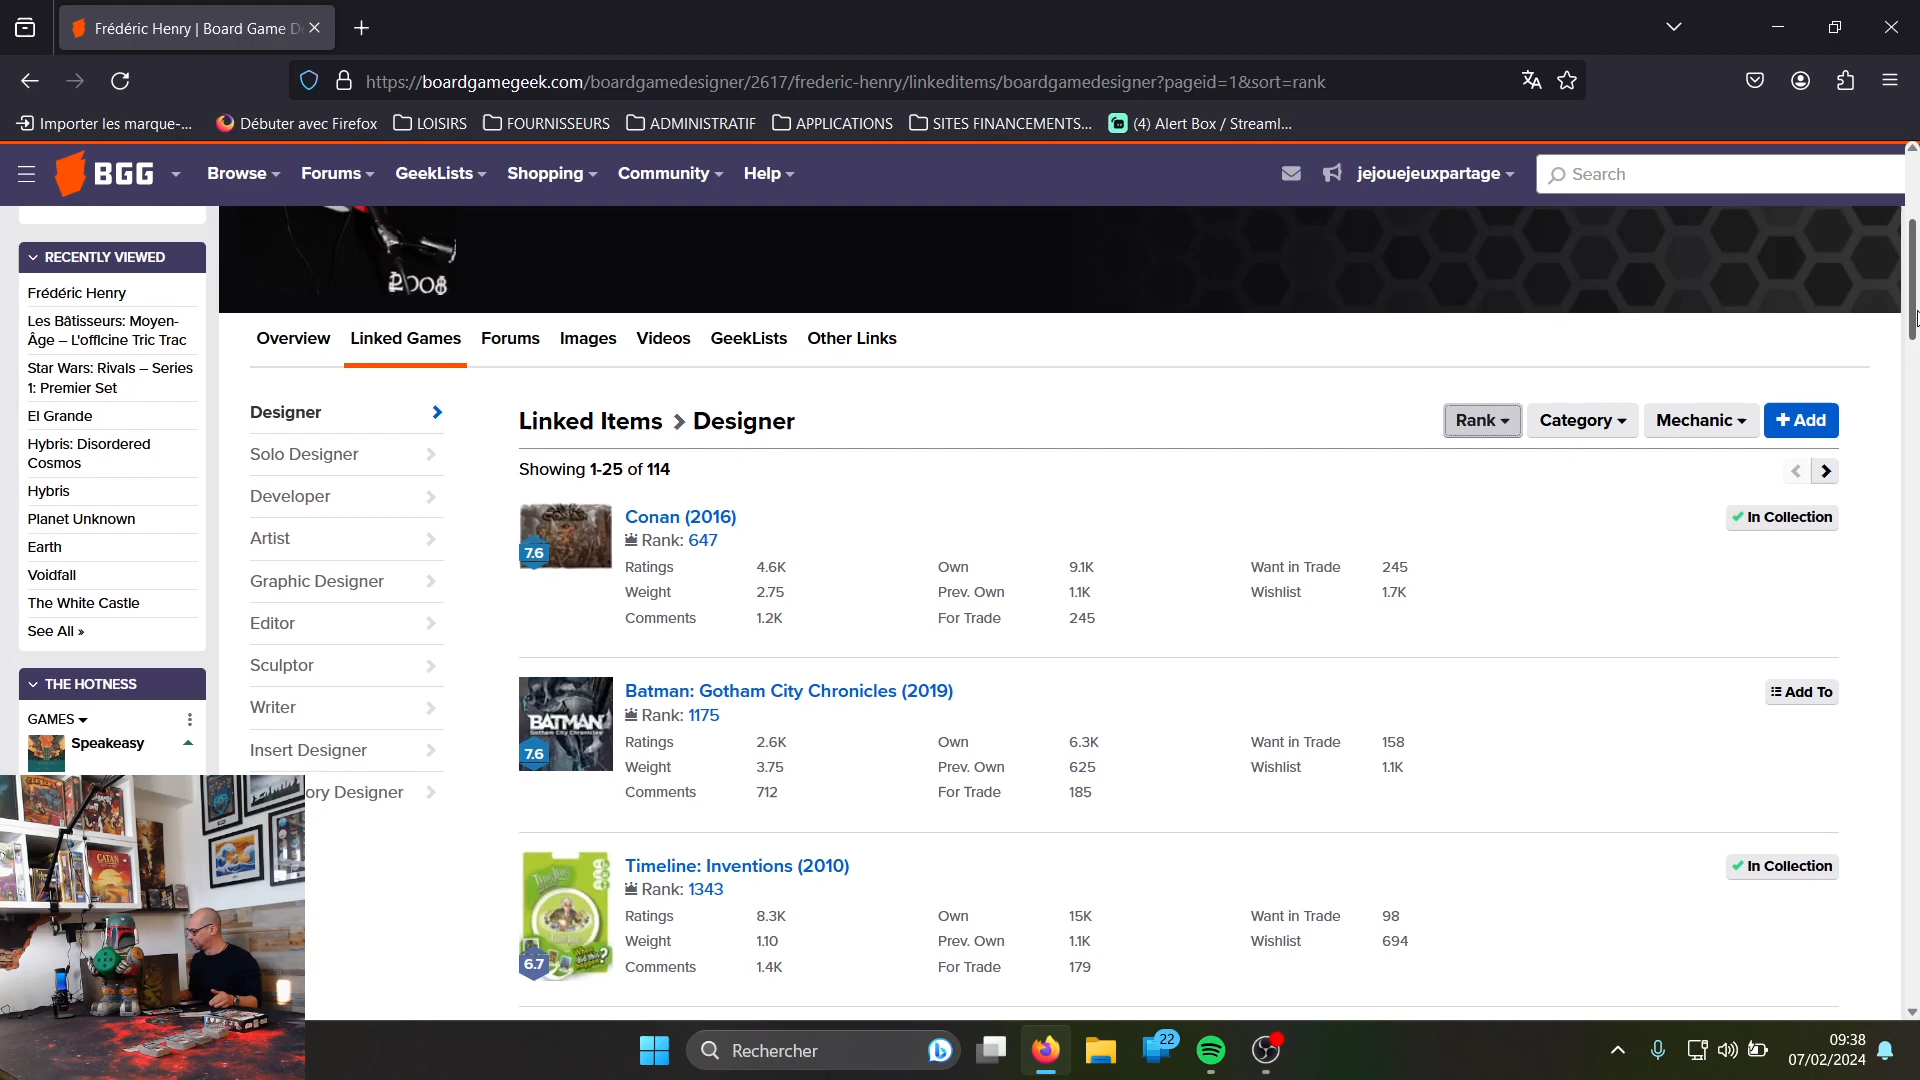 Frédéric Henry | Board Game D
https://boardgamegeek.com/boardgamedesigner/2617/frederic-henry/linkeditems/boardgamedesigner?pageid=1&sort=rank
Importer les marque-... Débuter avec Firefox LOISIRS FOURNISSEURS ADMINISTRATIF APPLICATIONS SITES FINANCEMENTS... (4) Alert Box / Streaml...
BGG Browse Forums GeekLists Shopping Community Help jejouejeuxpartage Search
2008
RECENTLY VIEWED
Frédéric Henry
Les Bâtisseurs: Moyen-
Âge – L'officine Tric Trac
Star Wars: Rivals – Series
1: Premier Set
El Grande
Hybris: Disordered
Cosmos
Hybris
Planet Unknown
Earth
Voidfall
The White Castle
See All »
THE HOTNESS
GAMES
Speakeasy
Overview Linked Games Forums Images Videos GeekLists Other Links
Designer
Solo Designer
Developer
Artist
Graphic Designer
Editor
Sculptor
Writer
Insert Designer
ory Designer
Linked Items > Designer
Rank Category Mechanic + Add
Showing 1-25 of 114
Conan (2016) In Collection
Rank: 647
7.6
Ratings 4.6K Own 9.1K Want in Trade 245
Weight 2.75 Prev. Own 1.1K Wishlist 1.7K
Comments 1.2K For Trade 245
Batman: Gotham City Chronicles (2019) Add To
Rank: 1175
BATMAN
Gotham City Chronicles
7.6
Ratings 2.6K Own 6.3K Want in Trade 158
Weight 3.75 Prev. Own 625 Wishlist 1.1K
Comments 712 For Trade 185
Timeline: Inventions (2010) In Collection
Rank: 1343
6.7
Ratings 8.3K Own 15K Want in Trade 98
Weight 1.10 Prev. Own 1.1K Wishlist 694
Comments 1.4K For Trade 179
CATAN
Rechercher
22
09:38
07/02/2024